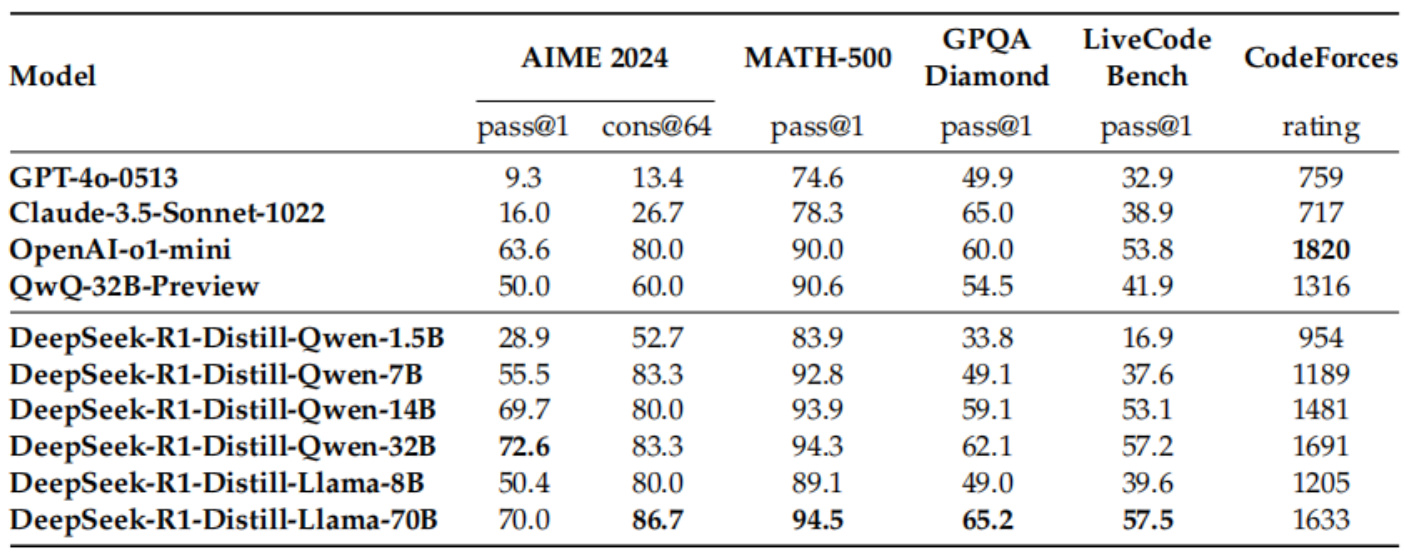 Model AIME 2024 MATH-500 GPQA Diamond LiveCode Bench CodeForces
pass@1 cons@64 pass@1 pass@1 pass@1 rating
GPT-4o-0513 9.3 13.4 74.6 49.9 32.9 759
Claude-3.5-Sonnet-1022 16.0 26.7 78.3 65.0 38.9 717
OpenAI-o1-mini 63.6 80.0 90.0 60.0 53.8 1820
QwQ-32B-Preview 50.0 60.0 90.6 54.5 41.9 1316
DeepSeek-R1-Distill-Qwen-1.5B 28.9 52.7 83.9 33.8 16.9 954
DeepSeek-R1-Distill-Qwen-7B 55.5 83.3 92.8 49.1 37.6 1189
DeepSeek-R1-Distill-Qwen-14B 69.7 80.0 93.9 59.1 53.1 1481
DeepSeek-R1-Distill-Qwen-32B 72.6 83.3 94.3 62.1 57.2 1691
DeepSeek-R1-Distill-Llama-8B 50.4 80.0 89.1 49.0 39.6 1205
DeepSeek-R1-Distill-Llama-70B 70.0 86.7 94.5 65.2 57.5 1633